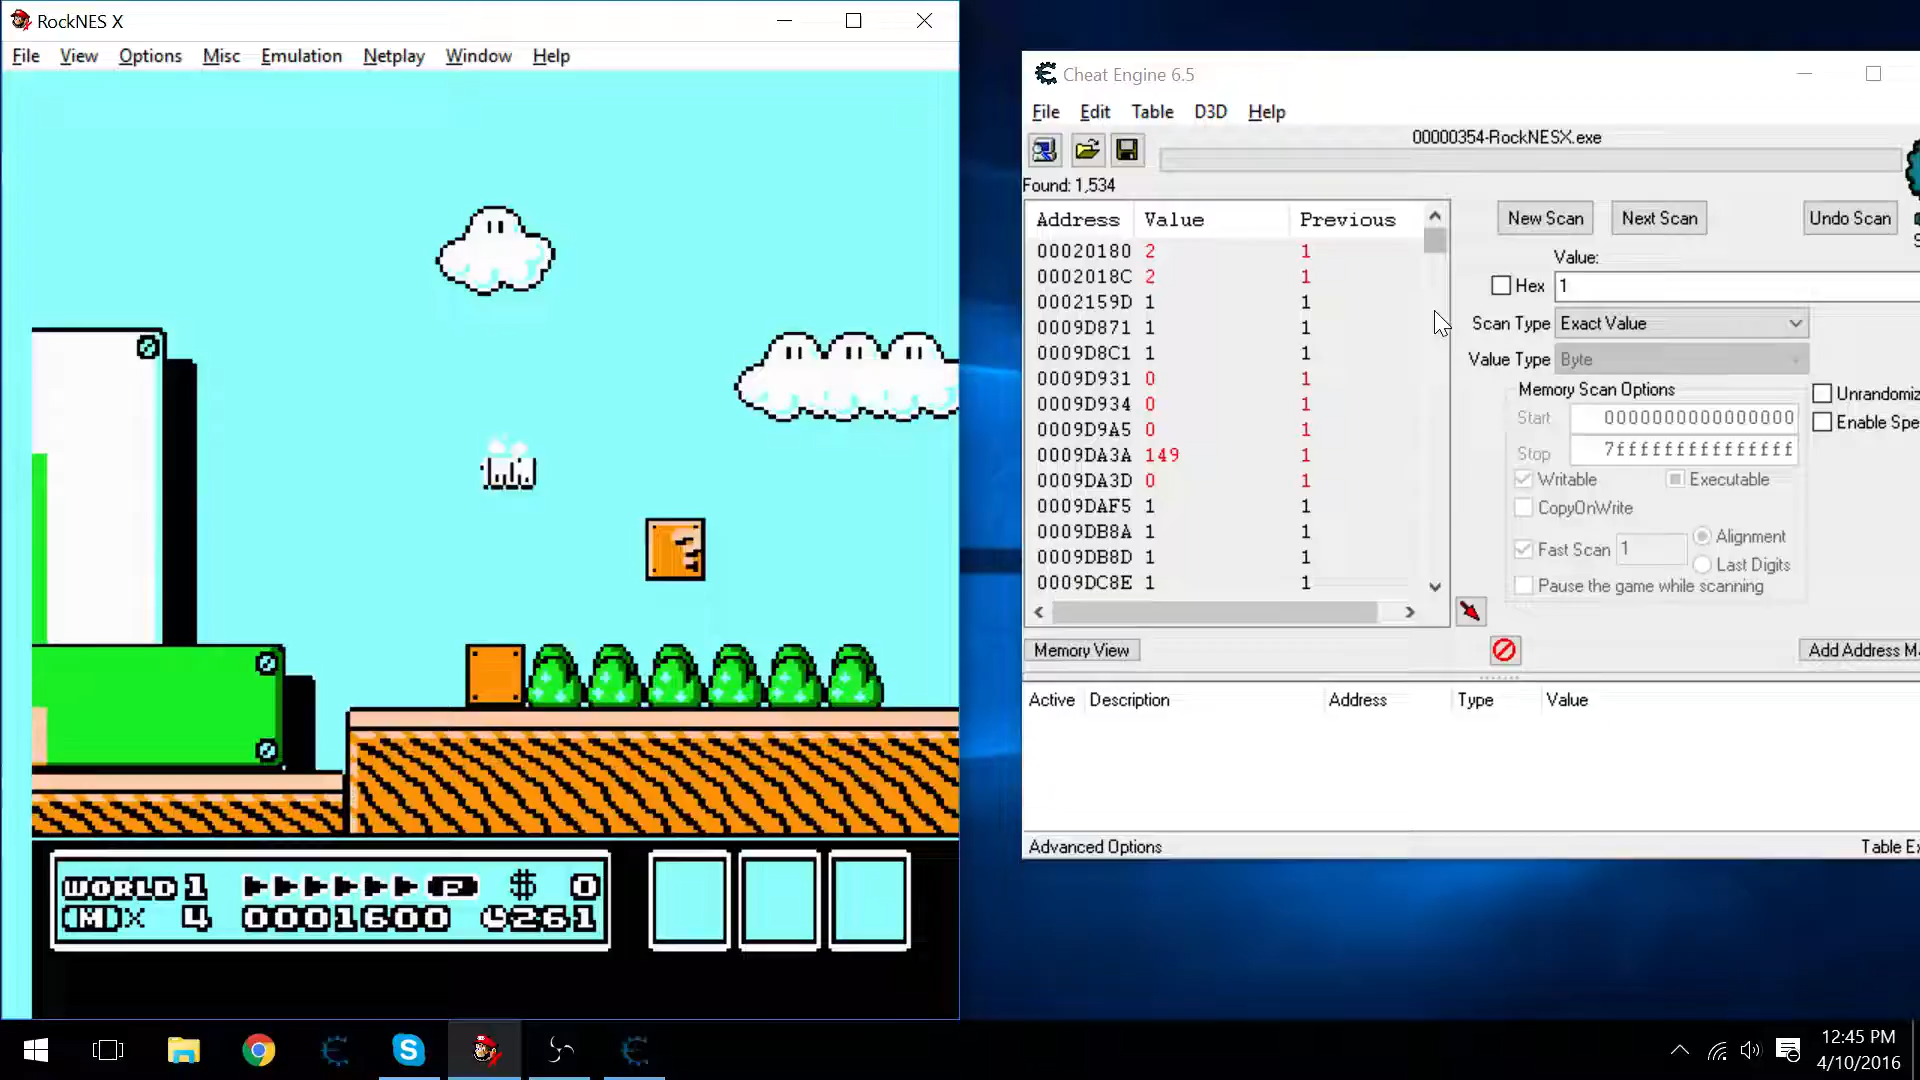 RockNES X
File View Options Misc Emulation Netplay Window Help
WORLD 1 P $ 0
(M)x 4 0001600 261
Cheat Engine 6.5
File Edit Table D3D Help
00000354-RockNESX.exe
Found: 1,534
Address Value Previous
00020180 2 1
0002018C 2 1
0002159D 1 1
0009D871 1 1
0009D8C1 1 1
0009D931 0 1
0009D934 0 1
0009D9A5 0 1
0009DA3A 149 1
0009DA3D 0 1
0009DAF5 1 1
0009DB8A 1 1
0009DB8D 1 1
0009DC8E 1 1
New Scan Next Scan Undo Scan
Value:
Hex 1
Scan Type Exact Value
Value Type Byte
Memory Scan Options
Start 0000000000000000
Stop 7fffffffffffffff
Writable Executable
CopyOnWrite
Fast Scan 1 Alignment
Last Digits
Pause the game while scanning
Unrandomiz
Enable Spe
Memory View Add Address M
Active Description Address Type Value
Advanced Options Table Ex
12:45 PM
4/10/2016